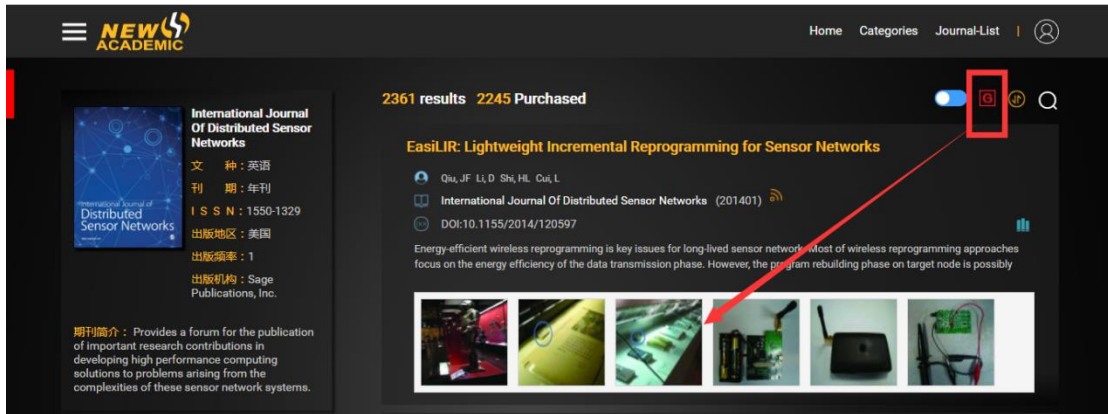 NEW
ACADEMIC
Home Categories Journal-List |
2361 results 2245 Purchased
G
International Journal of
Distributed
Sensor Networks
International Journal
Of Distributed Sensor
Networks
文 种：英语
刊 期：年刊
I S S N：1550-1329
出版地区：美国
出版频率：1
出版机构：Sage
Publications, Inc.
期刊简介： Provides a forum for the publication
of important research contributions in
developing high performance computing
solutions to problems arising from the
complexities of these sensor network systems.
EasiLIR: Lightweight Incremental Reprogramming for Sensor Networks
Qiu, JF Li, D Shi, HL Cui, L
International Journal Of Distributed Sensor Networks (201401)
DOI:10.1155/2014/120597
Energy-efficient wireless reprogramming is key issues for long-lived sensor network. Most of wireless reprogramming approaches
focus on the energy efficiency of the data transmission phase. However, the program rebuilding phase on target node is possibly